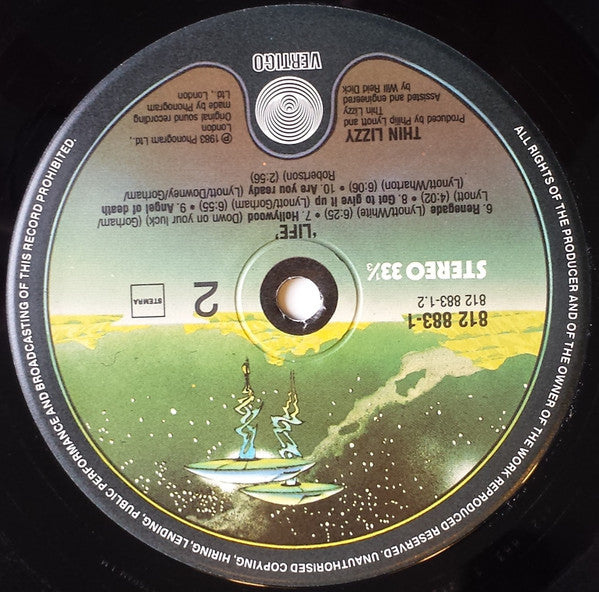 812 883-1
812 883-1.2
STEREO 33⅓
2
STEMRA
'LIFE'
6. Renegade (Lynott/White) (6:25) • 7. Hollywood (Down on your luck) (Gorham/
Lynott) (4:02) • 8. Got to give it up (Lynott/Gorham) (6:55) • 9. Angel of death
(Lynott/Wharton) (6:06) • 10. Are you ready (Lynott/Downey/Gorham/
Robertson) (2:56)
THIN LIZZY
Produced by Philip Lynott and
Thin Lizzy
Assisted and engineered
by Will Reid Dick
℗ 1983 Phonogram Ltd.,
London
Original sound recording
made by Phonogram
Ltd., London
VERTIGO
ALL RIGHTS OF THE PRODUCER AND OF THE OWNER OF THE WORK REPRODUCED RESERVED. UNAUTHORISED COPYING, HIRING, LENDING, PUBLIC PERFORMANCE AND BROADCASTING OF THIS RECORD PROHIBITED.